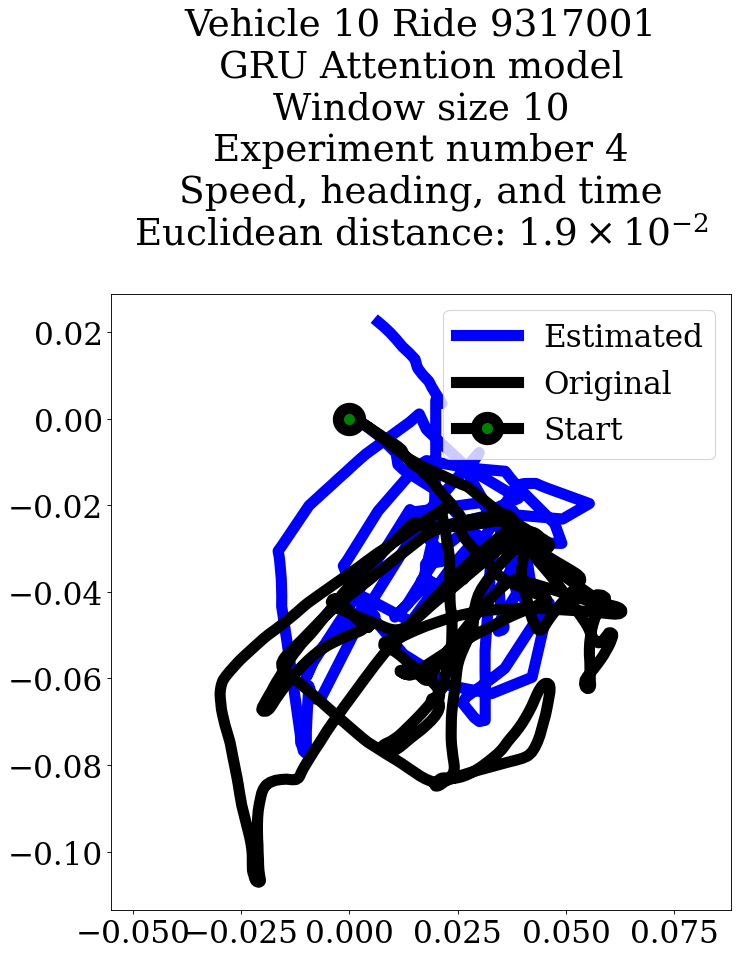 Vehicle 10 Ride 9317001
GRU Attention model
Window size 10
Experiment number 4
Speed, heading, and time
Euclidean distance: 1.9 × 10⁻²
Estimated
Original
Start
0.02
0.00
−0.02
−0.04
−0.06
−0.08
−0.10
−0.050 −0.025 0.000 0.025 0.050 0.075